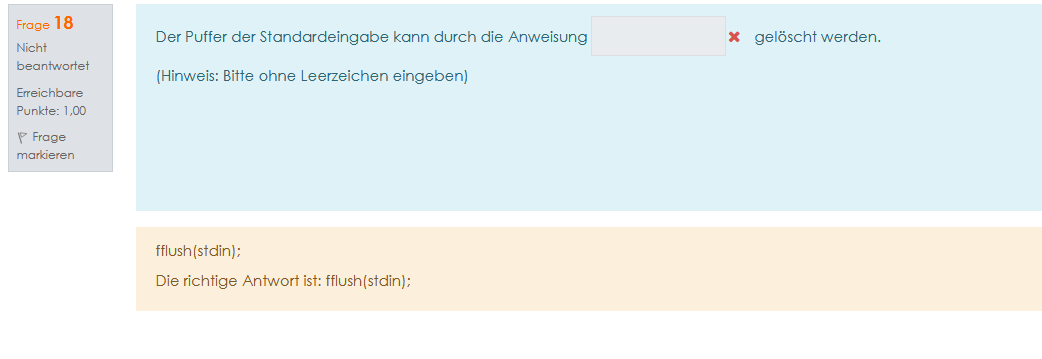 Frage 18
Nicht
beantwortet
Erreichbare
Punkte: 1,00
Frage
markieren
Der Puffer der Standardeingabe kann durch die Anweisung gelöscht werden.
(Hinweis: Bitte ohne Leerzeichen eingeben)
fflush(stdin);
Die richtige Antwort ist: fflush(stdin);